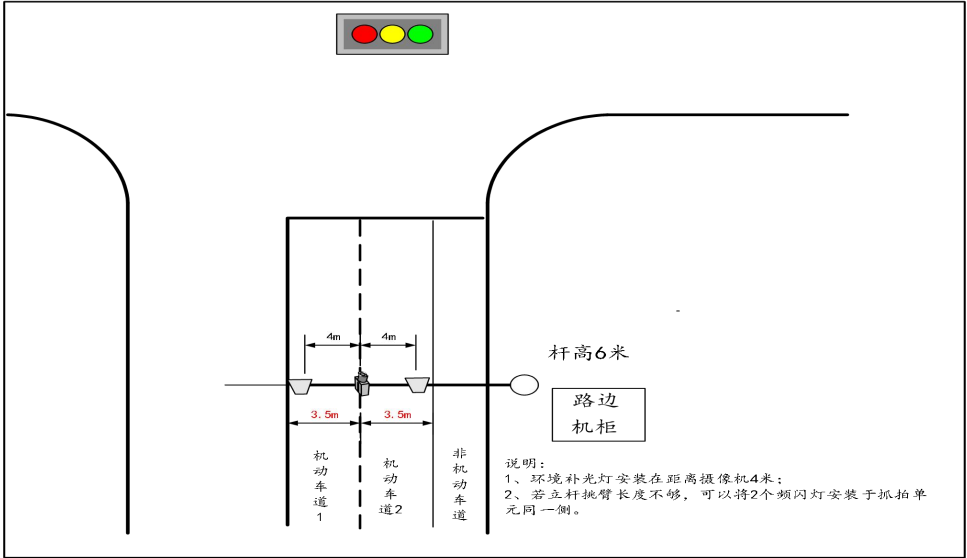 4m
4m
杆高6米
3.5m
3.5m
路边
机柜
机动车道1
机动车道2
非机动车道
说明：
1、环境补光灯安装在距离摄像机4米；
2、若立杆挑臂长度不够，可以将2个频闪灯安装于抓拍单
元同一侧。